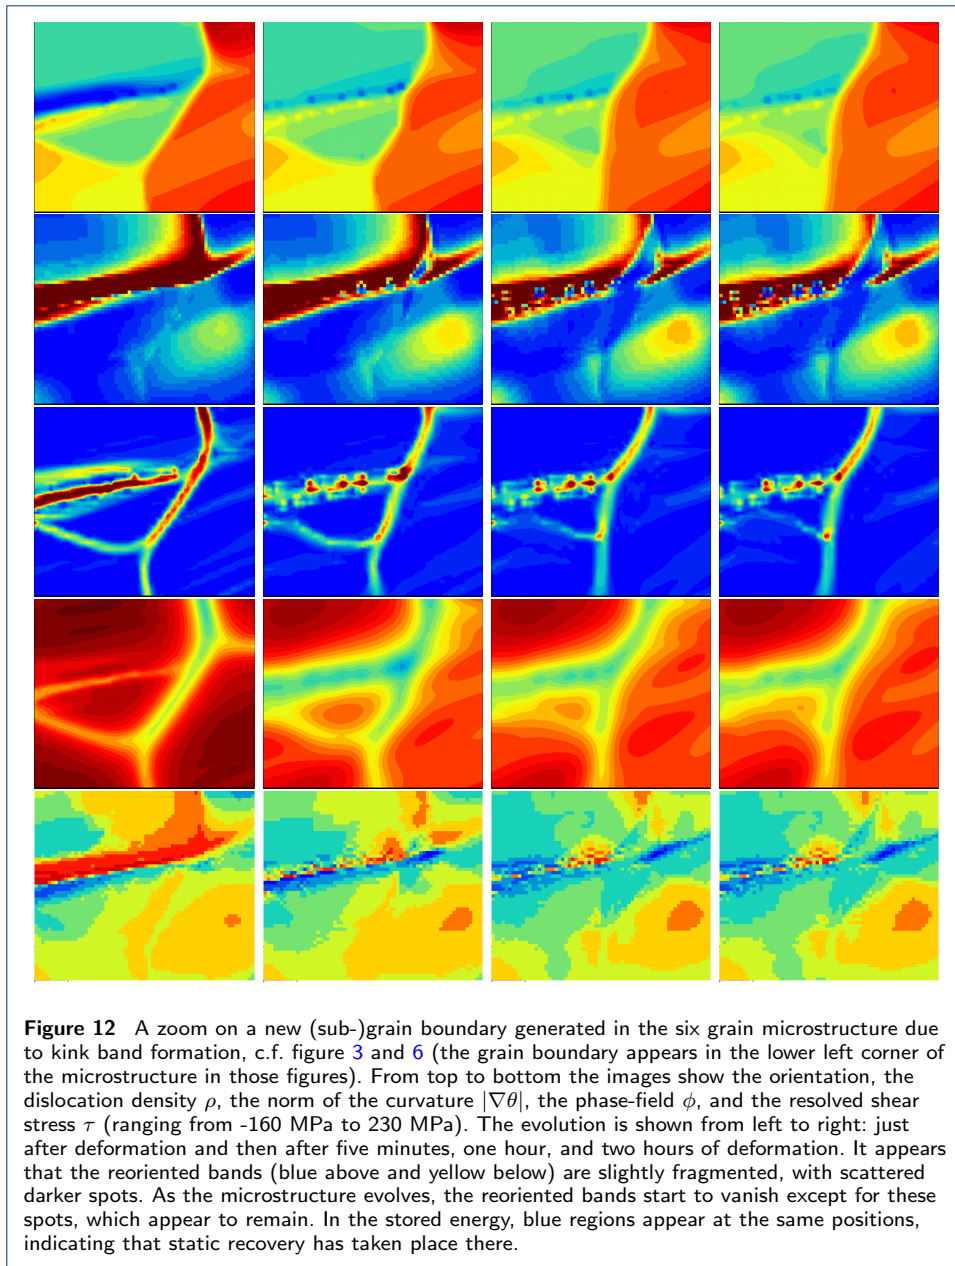 Figure 12 A zoom on a new (sub-)grain boundary generated in the six grain microstructure due
to kink band formation, c.f. figure 3 and 6 (the grain boundary appears in the lower left corner of
the microstructure in those figures). From top to bottom the images show the orientation, the
dislocation density ρ, the norm of the curvature |∇θ|, the phase-field ϕ, and the resolved shear
stress τ (ranging from -160 MPa to 230 MPa). The evolution is shown from left to right: just
after deformation and then after five minutes, one hour, and two hours of deformation. It appears
that the reoriented bands (blue above and yellow below) are slightly fragmented, with scattered
darker spots. As the microstructure evolves, the reoriented bands start to vanish except for these
spots, which appear to remain. In the stored energy, blue regions appear at the same positions,
indicating that static recovery has taken place there.